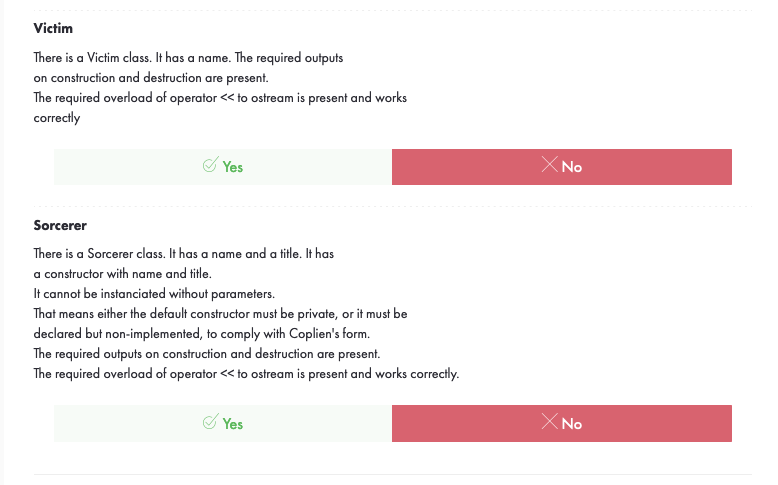 Victim
There is a Victim class. It has a name. The required outputs
on construction and destruction are present.
The required overload of operator << to ostream is present and works
correctly
Yes
No
Sorcerer
There is a Sorcerer class. It has a name and a title. It has
a constructor with name and title.
It cannot be instanciated without parameters.
That means either the default constructor must be private, or it must be
declared but non-implemented, to comply with Coplien's form.
The required outputs on construction and destruction are present.
The required overload of operator << to ostream is present and works correctly.
Yes
No